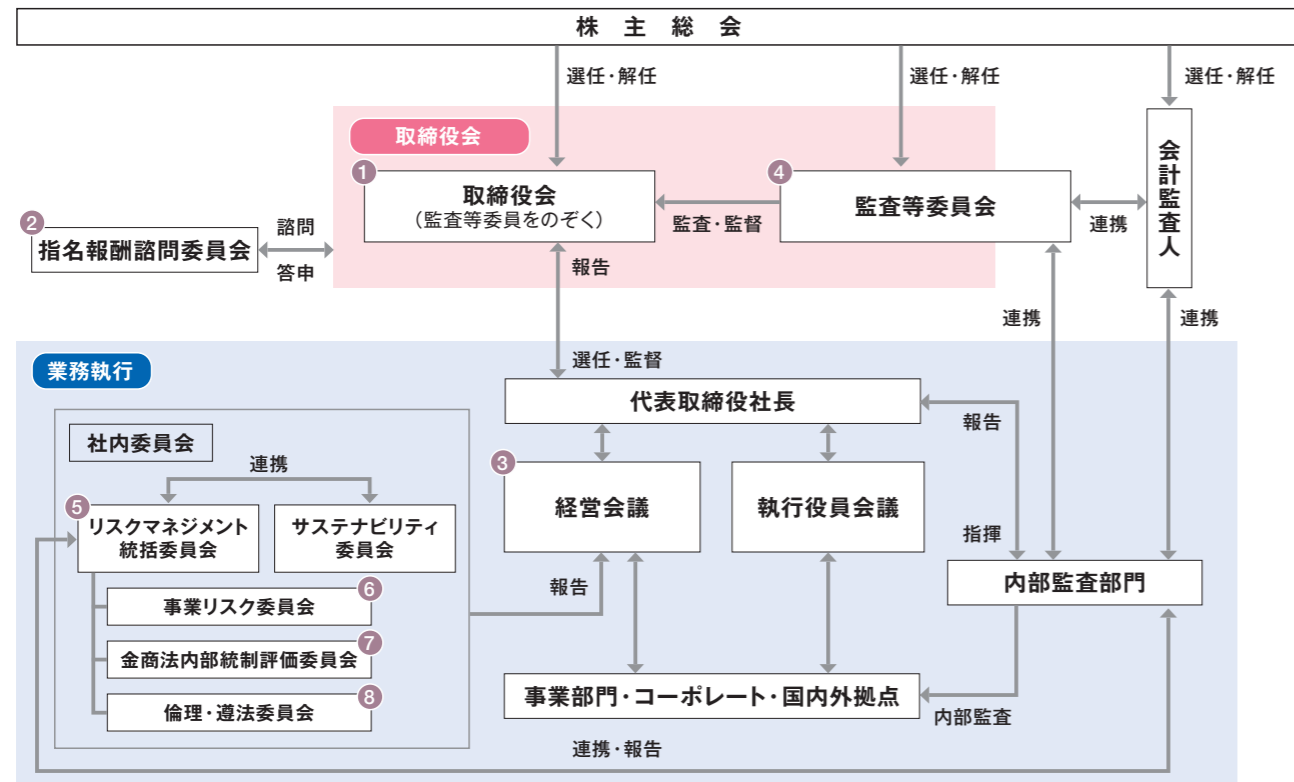 株主総会
選任・解任
選任・解任
選任・解任
取締役会
1
取締役会
（監査等委員をのぞく）
監査・監督
4
監査等委員会
連携
会計監査人
2
指名報酬諮問委員会
諮問
答申
報告
連携
連携
業務執行
選任・監督
代表取締役社長
報告
社内委員会
連携
5
リスクマネジメント
統括委員会
サステナビリティ
委員会
3
経営会議
執行役員会議
指揮
内部監査部門
報告
事業リスク委員会
6
金商法内部統制評価委員会
7
倫理・遵法委員会
8
事業部門・コーポレート・国内外拠点
内部監査
連携・報告